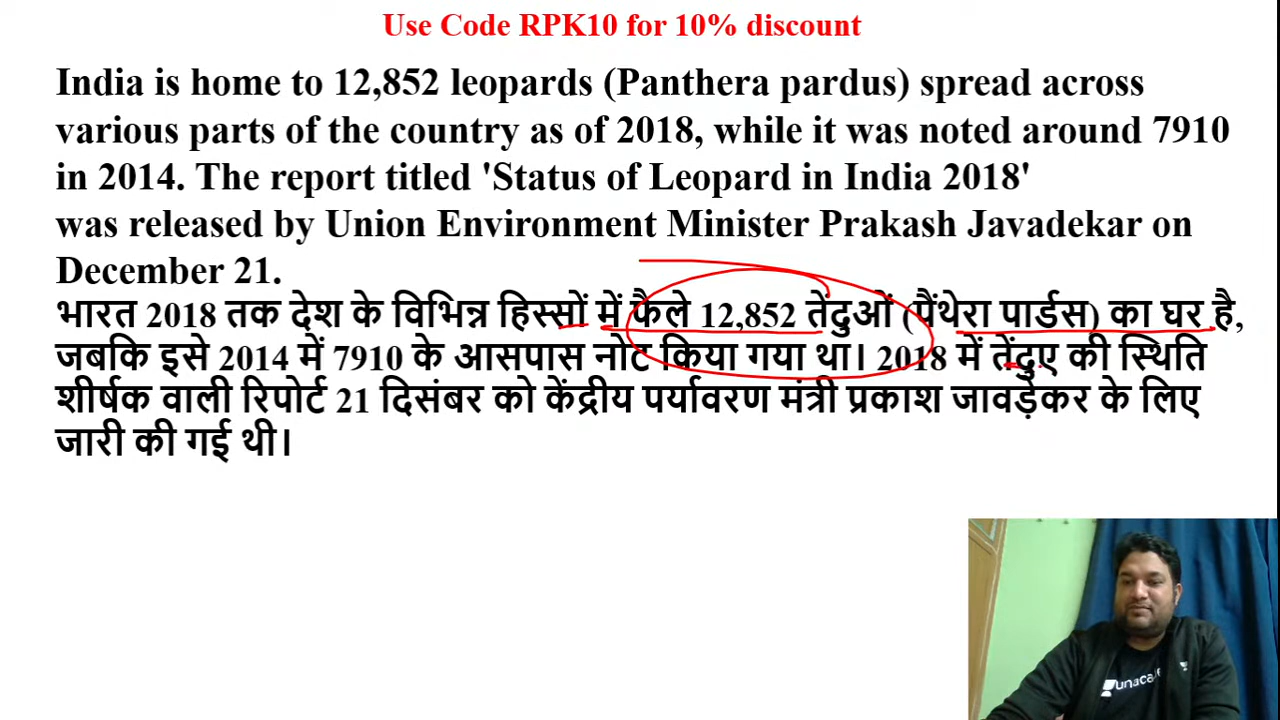 Use Code RPK10 for 10% discount
India is home to 12,852 leopards (Panthera pardus) spread across
various parts of the country as of 2018, while it was noted around 7910
in 2014. The report titled 'Status of Leopard in India 2018'
was released by Union Environment Minister Prakash Javadekar on
December 21.
भारत 2018 तक देश के विभिन्न हिस्सों में फैले 12,852 तेंदुओं (पैंथेरा पार्डस) का घर है,
जबकि इसे 2014 में 7910 के आसपास नोट किया गया था। 2018 में तेंदुए की स्थिति
शीर्षक वाली रिपोर्ट 21 दिसंबर को केंद्रीय पर्यावरण मंत्री प्रकाश जावड़ेकर के लिए
जारी की गई थी।